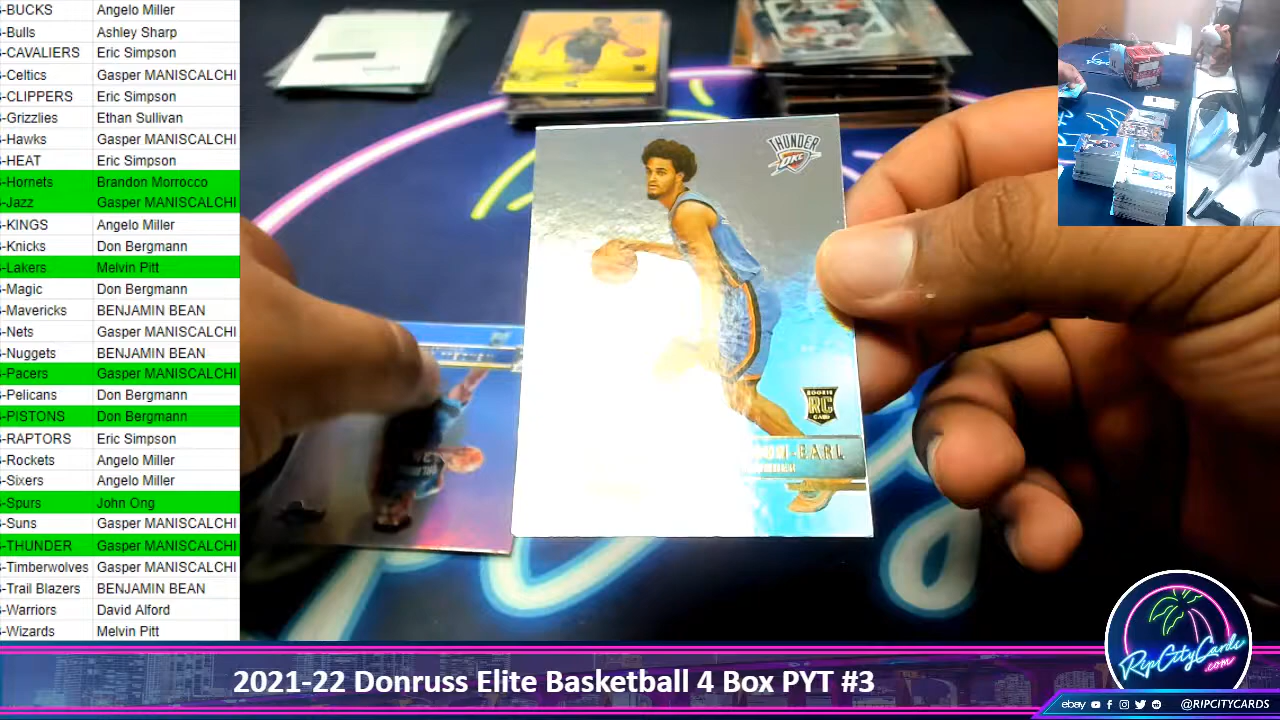 -BUCKS Angelo Miller
-Bulls Ashley Sharp
-CAVALIERS Eric Simpson
-Celtics Gasper MANISCALCHI
-CLIPPERS Eric Simpson
-Grizzlies Ethan Sullivan
-Hawks Gasper MANISCALCHI
-HEAT Eric Simpson
-Hornets Brandon Morrocco
-Jazz Gasper MANISCALCHI
-KINGS Angelo Miller
-Knicks Don Bergmann
-Lakers Melvin Pitt
-Magic Don Bergmann
-Mavericks BENJAMIN BEAN
-Nets Gasper MANISCALCHI
-Nuggets BENJAMIN BEAN
-Pacers Gasper MANISCALCHI
-Pelicans Don Bergmann
-PISTONS Don Bergmann
-RAPTORS Eric Simpson
-Rockets Angelo Miller
-Sixers Angelo Miller
-Spurs John Ong
-Suns Gasper MANISCALCHI
-THUNDER Gasper MANISCALCHI
-Timberwolves Gasper MANISCALCHI
-Trail Blazers BENJAMIN BEAN
-Warriors David Alford
-Wizards Melvin Pitt
THUNDER
OKC
ROOKIE
RC
CARD
-EARL
RipCityCards
.com
2021-22 Donruss Elite Basketball 4 Box PYT #3
ebay @RIPCITYCARDS